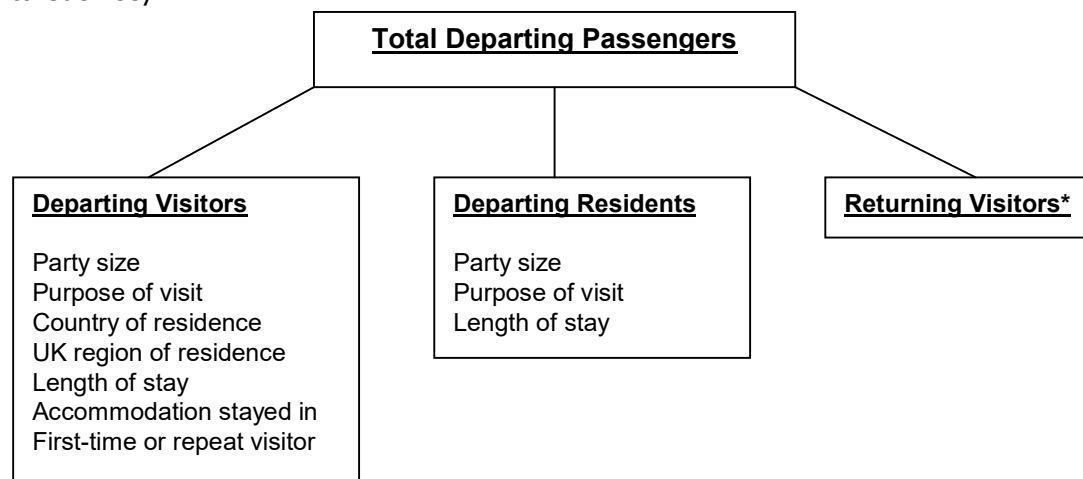 Total Departing Passengers
Departing Visitors
Party size
Purpose of visit
Country of residence
UK region of residence
Length of stay
Accommodation stayed in
First-time or repeat visitor
Departing Residents
Party size
Purpose of visit
Length of stay
Returning Visitors*